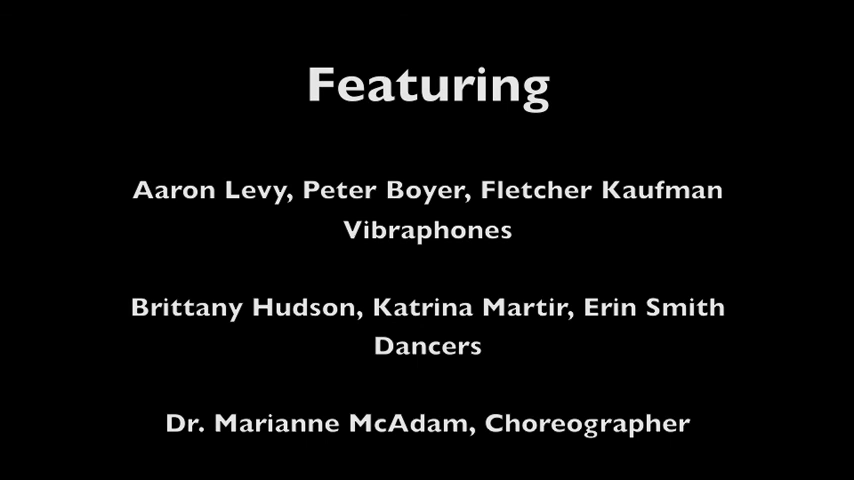 Featuring
Aaron Levy, Peter Boyer, Fletcher Kaufman
Vibraphones
Brittany Hudson, Katrina Martir, Erin Smith
Dancers
Dr. Marianne McAdam, Choreographer